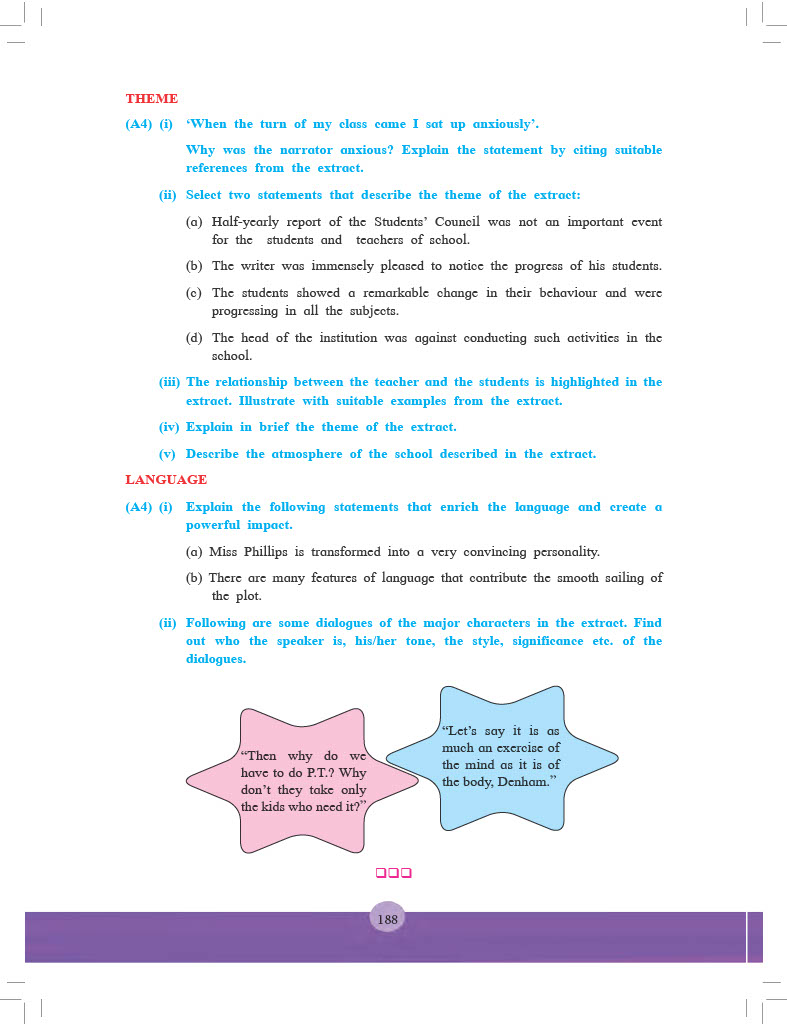 THEME
(A4) (i) ‘When the turn of my class came I sat up anxiously’.
Why was the narrator anxious? Explain the statement by citing suitable
references from the extract.
(ii) Select two statements that describe the theme of the extract:
(a) Half-yearly report of the Students’ Council was not an important event
for the students and teachers of school.
(b) The writer was immensely pleased to notice the progress of his students.
(c) The students showed a remarkable change in their behaviour and were
progressing in all the subjects.
(d) The head of the institution was against conducting such activities in the
school.
(iii) The relationship between the teacher and the students is highlighted in the
extract. Illustrate with suitable examples from the extract.
(iv) Explain in brief the theme of the extract.
(v) Describe the atmosphere of the school described in the extract.
LANGUAGE
(A4) (i) Explain the following statements that enrich the language and create a
powerful impact.
(a) Miss Phillips is transformed into a very convincing personality.
(b) There are many features of language that contribute the smooth sailing of
the plot.
(ii) Following are some dialogues of the major characters in the extract. Find
out who the speaker is, his/her tone, the style, significance etc. of the
dialogues.
“Then why do we
have to do P.T.? Why
don’t they take only
the kids who need it?”
“Let’s say it is as
much an exercise of
the mind as it is of
the body, Denham.”
188